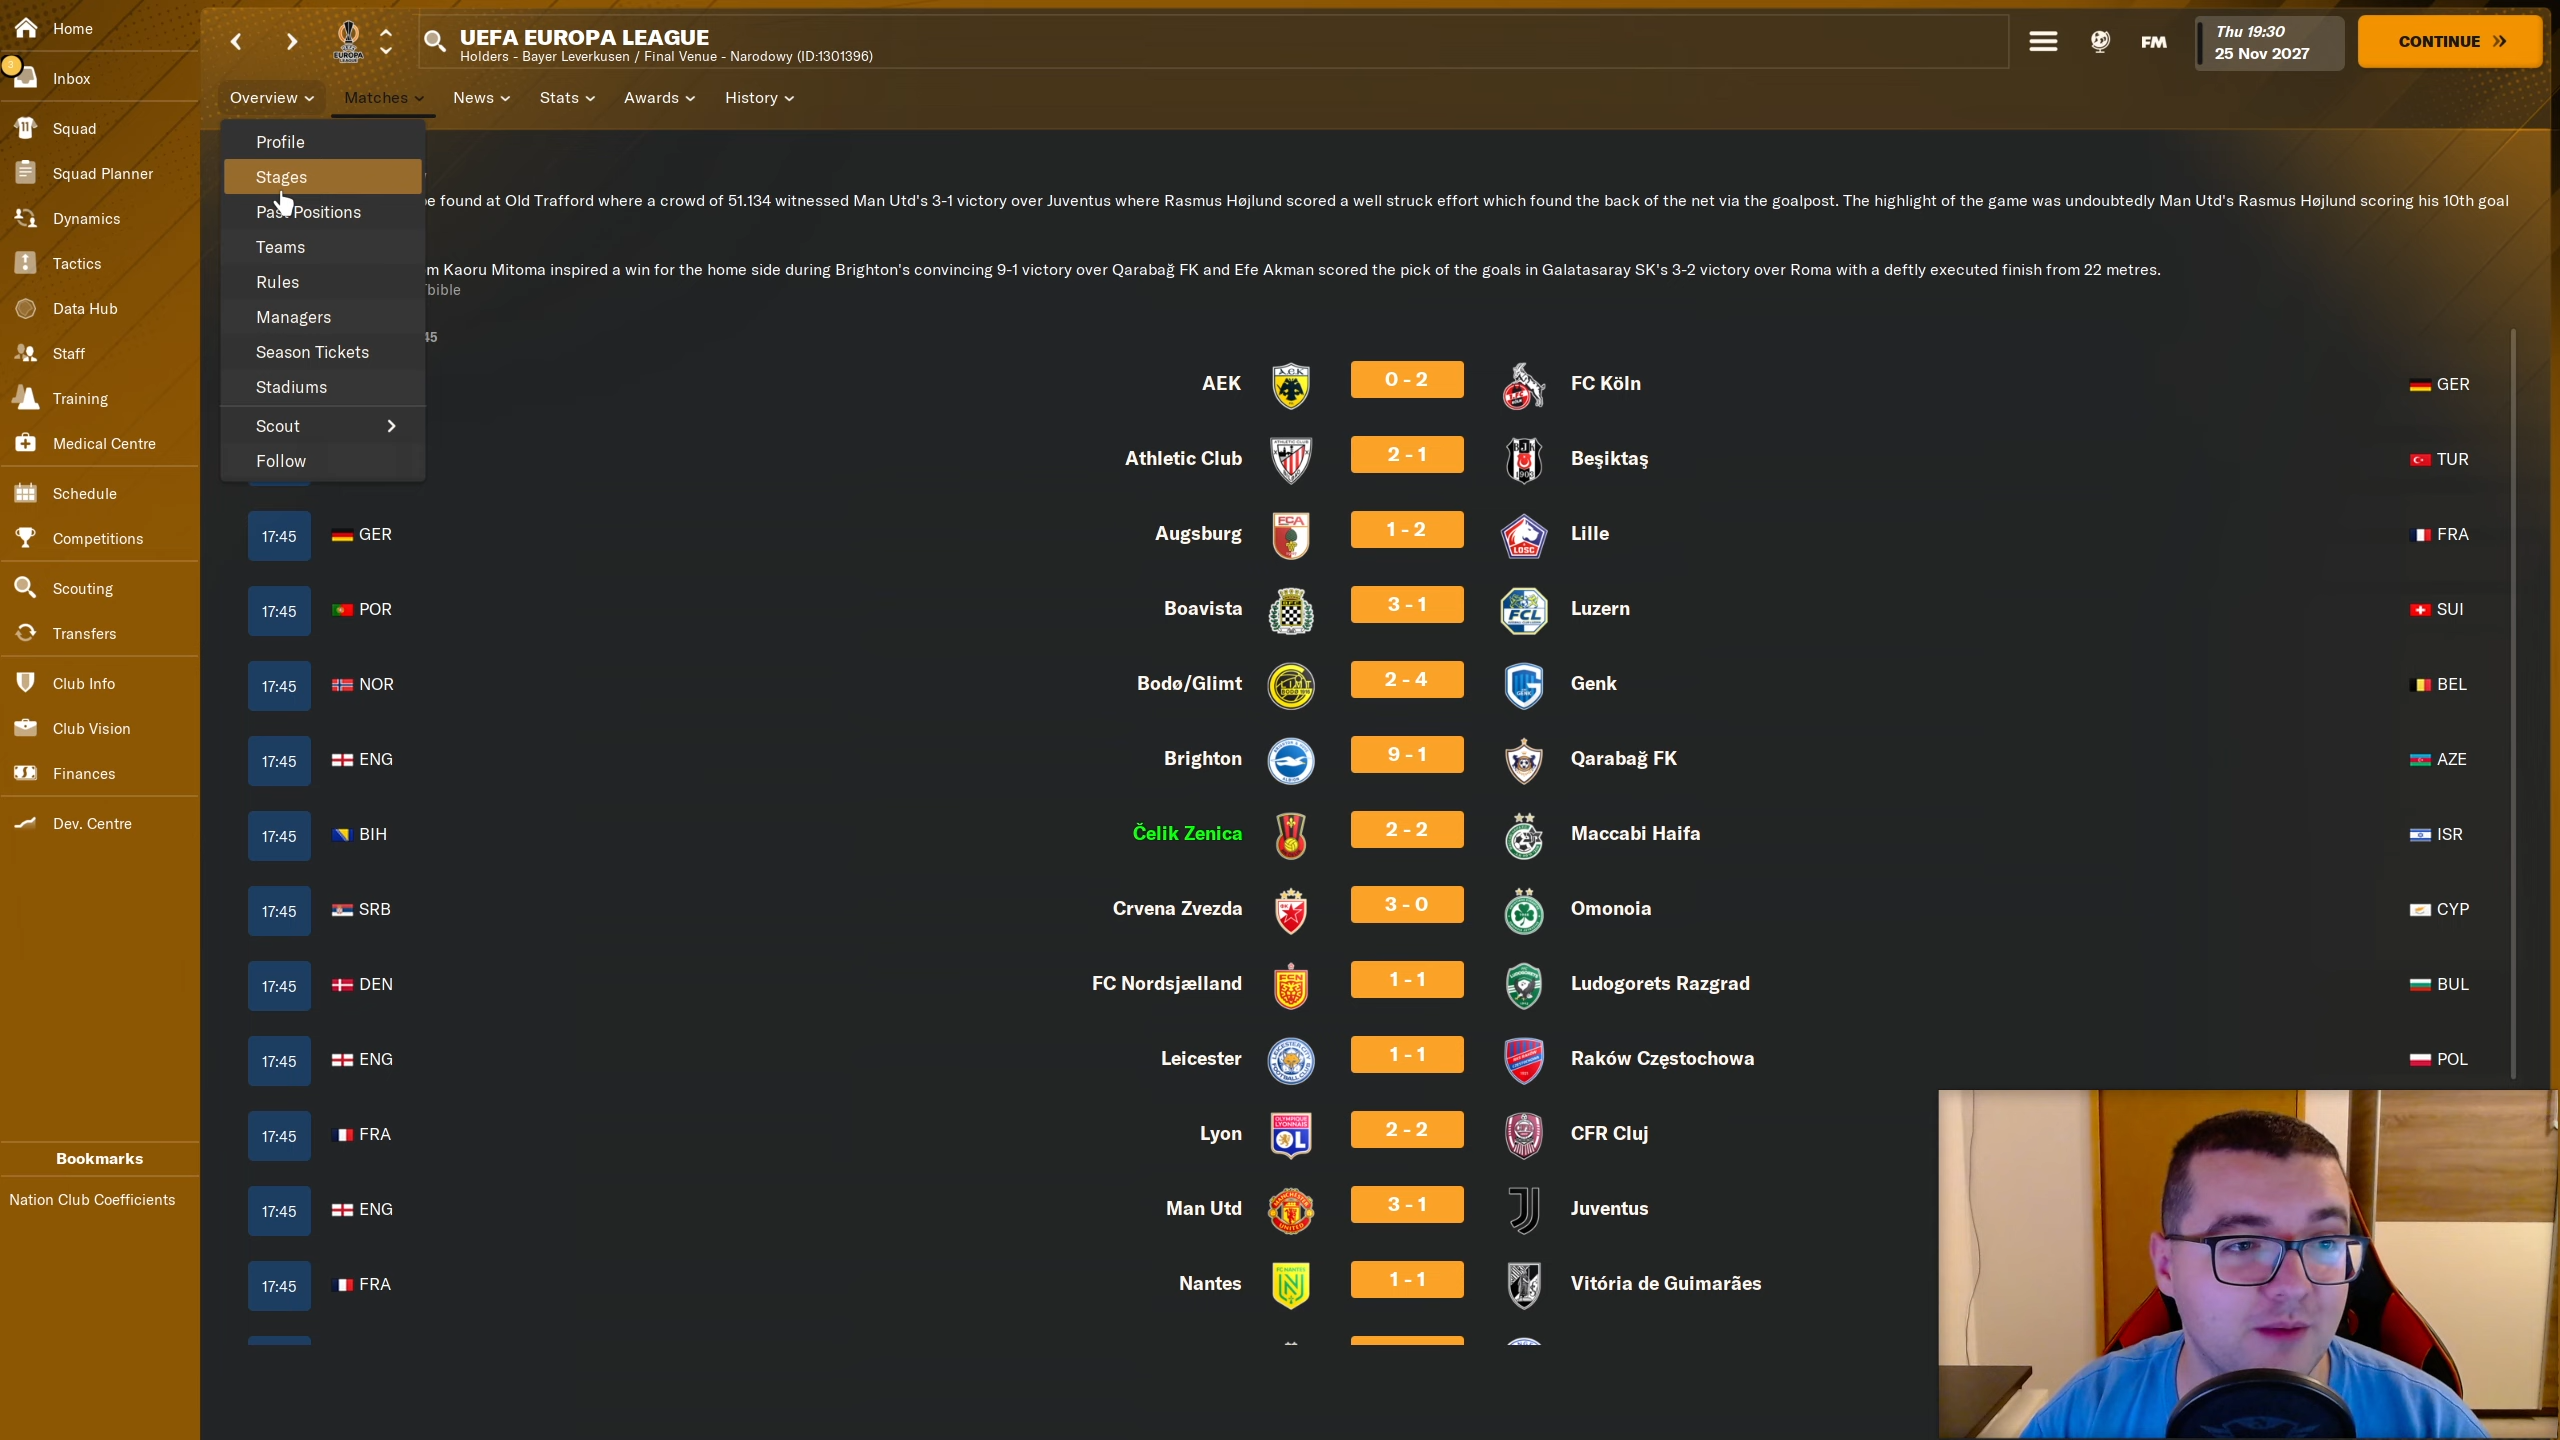 Home
Inbox
Squad
Squad Planner
Dynamics
Tactics
Data Hub
Staff
Training
Medical Centre
Schedule
Competitions
Scouting
Transfers
Club Info
Club Vision
Finances
Dev. Centre
Bookmarks
Nation Club Coefficients
UEFA EUROPA LEAGUE
Holders - Bayer Leverkusen / Final Venue - Narodowy (ID:1301396)
FM
Thu 19:30
25 Nov 2027
CONTINUE
Overview Matches News Stats Awards History
Profile
Stages
Past Positions
Teams
Rules
Managers
Season Tickets
Stadiums
Scout
Follow
be found at Old Trafford where a crowd of 51.134 witnessed Man Utd's 3-1 victory over Juventus where Rasmus Højlund scored a well struck effort which found the back of the net via the goalpost. The highlight of the game was undoubtedly Man Utd's Rasmus Højlund scoring his 10th goal
m Kaoru Mitoma inspired a win for the home side during Brighton's convincing 9-1 victory over Qarabağ FK and Efe Akman scored the pick of the goals in Galatasaray SK's 3-2 victory over Roma with a deftly executed finish from 22 metres.
Tbible
45
AEK 0 - 2 FC Köln GER
Athletic Club 2 - 1 Beşiktaş TUR
17:45 GER Augsburg 1 - 2 Lille FRA
17:45 POR Boavista 3 - 1 Luzern SUI
17:45 NOR Bodø/Glimt 2 - 4 Genk BEL
17:45 ENG Brighton 9 - 1 Qarabağ FK AZE
17:45 BIH Čelik Zenica 2 - 2 Maccabi Haifa ISR
17:45 SRB Crvena Zvezda 3 - 0 Omonoia CYP
17:45 DEN FC Nordsjælland 1 - 1 Ludogorets Razgrad BUL
17:45 ENG Leicester 1 - 1 Raków Częstochowa POL
17:45 FRA Lyon 2 - 2 CFR Cluj
17:45 ENG Man Utd 3 - 1 Juventus
17:45 FRA Nantes 1 - 1 Vitória de Guimarães